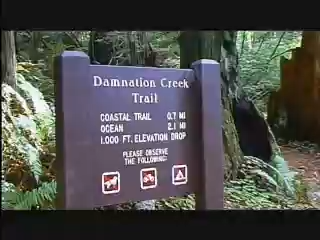 Damnation Creek
Trail
COASTAL TRAIL 0.7 MI
OCEAN 2.1 MI
1,000 FT. ELEVATION DROP
PLEASE OBSERVE
THE FOLLOWING: